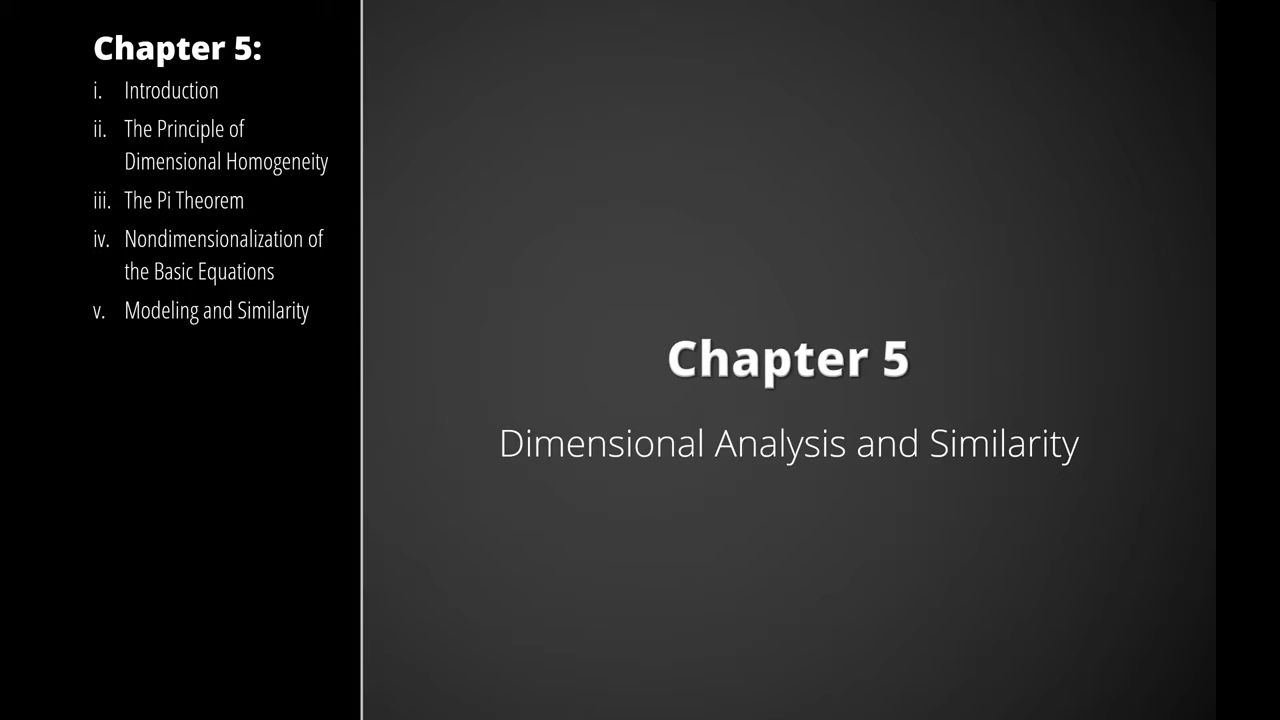 Chapter 5:
i. Introduction
ii. The Principle of
Dimensional Homogeneity
iii. The Pi Theorem
iv. Nondimensionalization of
the Basic Equations
v. Modeling and Similarity
Chapter 5
Dimensional Analysis and Similarity